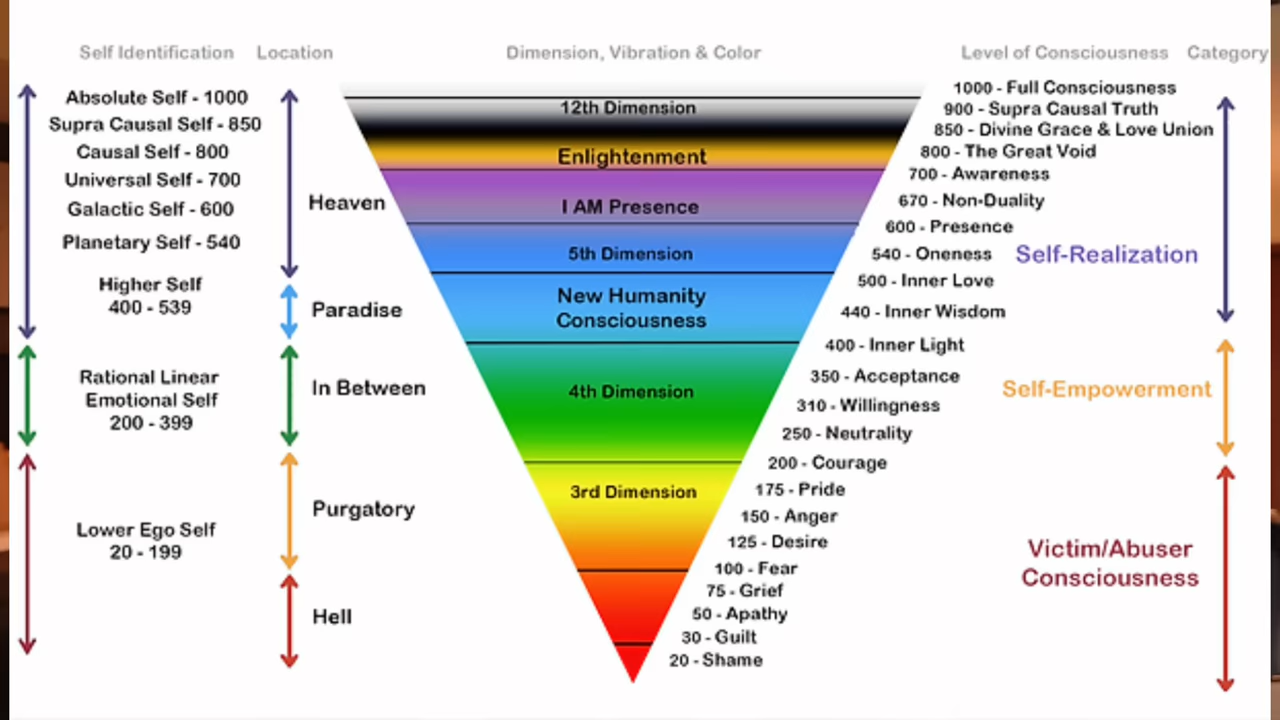 Self Identification
Location
Dimension, Vibration & Color
Level of Consciousness
Category
Absolute Self - 1000
Supra Causal Self - 850
Causal Self - 800
Universal Self - 700
Galactic Self - 600
Planetary Self - 540
Higher Self
400 - 539
Rational Linear
Emotional Self
200 - 399
Lower Ego Self
20 - 199
Heaven
Paradise
In Between
Purgatory
Hell
12th Dimension
Enlightenment
I AM Presence
5th Dimension
New Humanity
Consciousness
4th Dimension
3rd Dimension
1000 - Full Consciousness
900 - Supra Causal Truth
850 - Divine Grace & Love Union
800 - The Great Void
700 - Awareness
670 - Non-Duality
600 - Presence
540 - Oneness
500 - Inner Love
440 - Inner Wisdom
400 - Inner Light
350 - Acceptance
310 - Willingness
250 - Neutrality
200 - Courage
175 - Pride
150 - Anger
125 - Desire
100 - Fear
75 - Grief
50 - Apathy
30 - Guilt
20 - Shame
Self-Realization
Self-Empowerment
Victim/Abuser
Consciousness